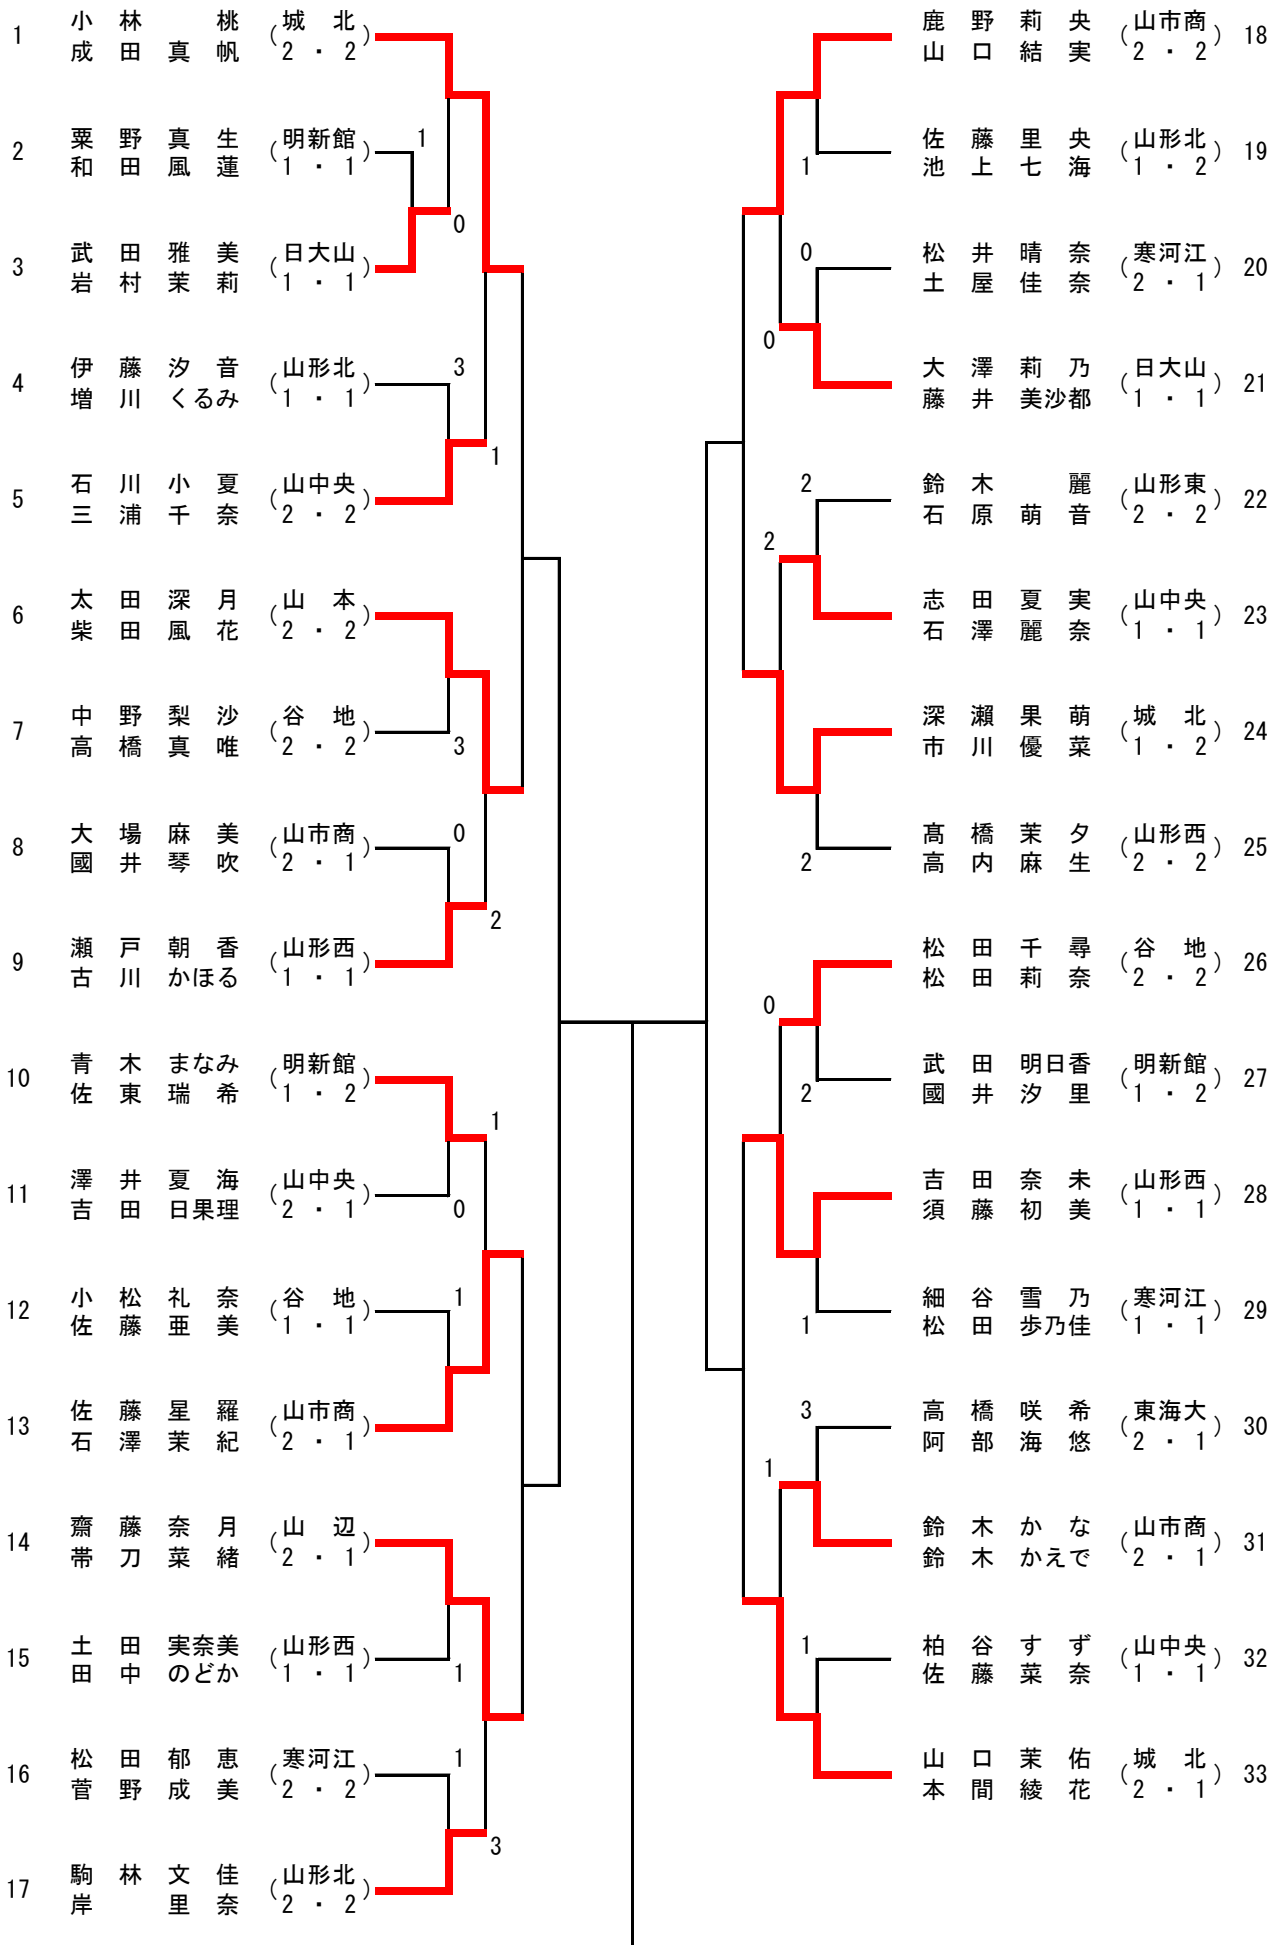 1 小林 桃 (城 北)
成田真帆 2・2
1
2 粟野真生 (明新館)
和田風蓮 1・1
0
3 武田雅美 (日大山)
岩村茉莉 1・1
3
4 伊藤汐音 (山形北)
増川くるみ 1・1
1
5 石川小夏 (山中央)
三浦千奈 2・2
6 太田深月 (山 本)
柴田風花 2・2
7 中野梨沙 (谷 地)
高橋真唯 2・2
3
0
8 大場麻美 (山市商)
國井琴吹 2・1
2
9 瀬戸朝香 (山形西)
古川かほる 1・1
10 青木まなみ (明新館)
佐東瑞希 1・2
1
11 澤井夏海 (山中央)
吉田日果理 2・1
0
1
12 小松礼奈 (谷 地)
佐藤亜美 1・1
13 佐藤星羅 (山市商)
石澤茉紀 2・1
14 齋藤奈月 (山 辺)
帯刀菜緒 2・1
15 土田実奈美 (山形西)
田中のどか 1・1
1
1
16 松田郁恵 (寒河江)
菅野成美 2・2
3
17 駒林文佳 (山形北)
岸 里奈 2・2
鹿野莉央 (山市商) 18
山口結実 2・2
佐藤里央 (山形北) 19
池上七海 1・2
1
0
松井晴奈 (寒河江) 20
土屋佳奈 2・1
0
大澤莉乃 (日大山) 21
藤井美沙都 1・1
2
鈴木 麗 (山形東) 22
石原萌音 2・2
2
志田夏実 (山中央) 23
石澤麗奈 1・1
深瀬果萌 (城 北) 24
市川優菜 1・2
髙橋茉夕 (山形西) 25
高内麻生 2・2
2
松田千尋 (谷 地) 26
松田莉奈 2・2
0
武田明日香 (明新館) 27
國井汐里 1・2
2
吉田奈未 (山形西) 28
須藤初美 1・1
細谷雪乃 (寒河江) 29
松田歩乃佳 1・1
1
3
高橋咲希 (東海大) 30
阿部海悠 2・1
1
鈴木かな (山市商) 31
鈴木かえで 2・1
1
柏谷すず (山中央) 32
佐藤菜奈 1・1
山口茉佑 (城 北) 33
本間綾花 2・1